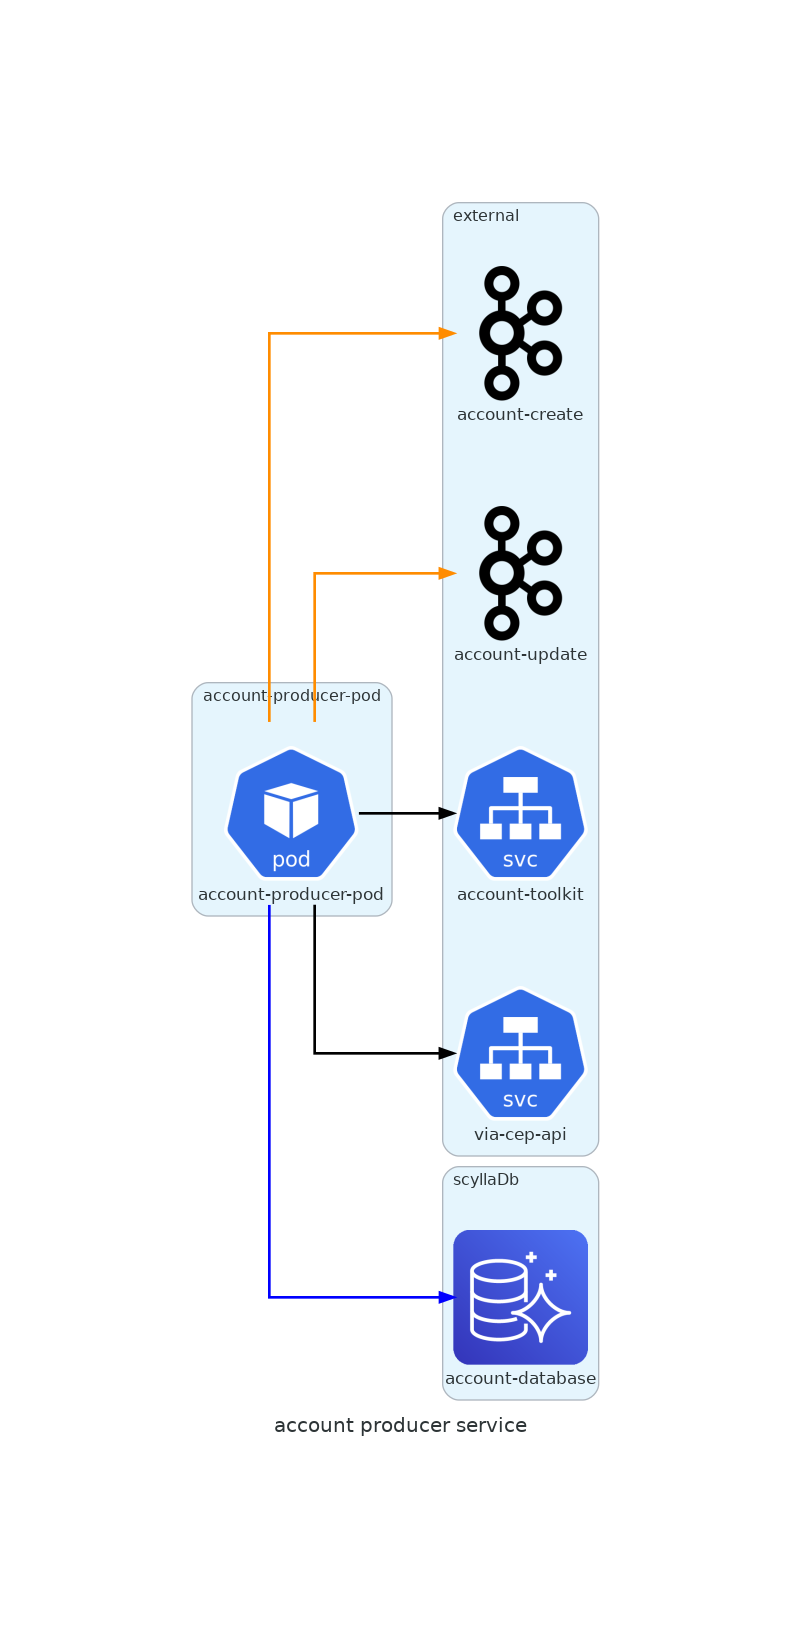 external
account-create
account-update
account-producer-pod
pod
account-producer-pod
svc
account-toolkit
svc
via-cep-api
scyllaDb
account-database
account producer service